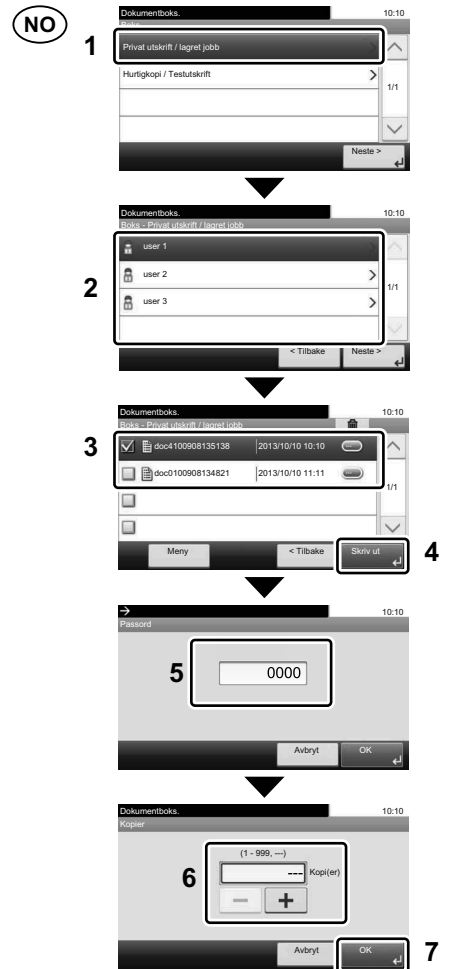 NO
Dokumentboks. 10:10
Boks
1
Privat utskrift / lagret jobb >
Hurtigkopi / Testutskrift >
1/1
Neste >
Dokumentboks. 10:10
Boks - Privat utskrift / lagret jobb
2
user 1 >
user 2 >
user 3 >
1/1
< Tilbake Neste >
Dokumentboks. 10:10
Boks - Privat utskrift / lagret jobb
3
doc4100908135138 2013/10/10 10:10 ...
doc0100908134821 2013/10/10 11:11 ...
1/1
Meny < Tilbake Skriv ut
4
→ 10:10
Passord
5
0000
Avbryt OK
Dokumentboks. 10:10
Kopier
6
(1 - 999, ---)
--- Kopi(er)
− +
Avbryt OK
7